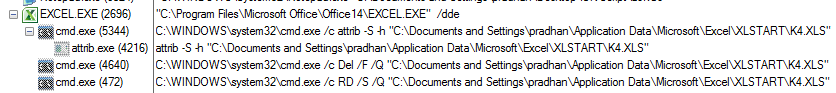 EXCEL.EXE (2696) "C:\Program Files\Microsoft Office\Office14\EXCEL.EXE" /dde
cmd.exe (5344) C:\WINDOWS\system32\cmd.exe /c attrib -S -h "C:\Documents and Settings\pradhan\Application Data\Microsoft\Excel\XLSTART\K4.XLS"
attrib.exe (4216) attrib -S -h "C:\Documents and Settings\pradhan\Application Data\Microsoft\Excel\XLSTART\K4.XLS"
cmd.exe (4640) C:\WINDOWS\system32\cmd.exe /c Del /F /Q "C:\Documents and Settings\pradhan\Application Data\Microsoft\Excel\XLSTART\K4.XLS"
cmd.exe (472) C:\WINDOWS\system32\cmd.exe /c RD /S /Q "C:\Documents and Settings\pradhan\Application Data\Microsoft\Excel\XLSTART\K4.XLS"